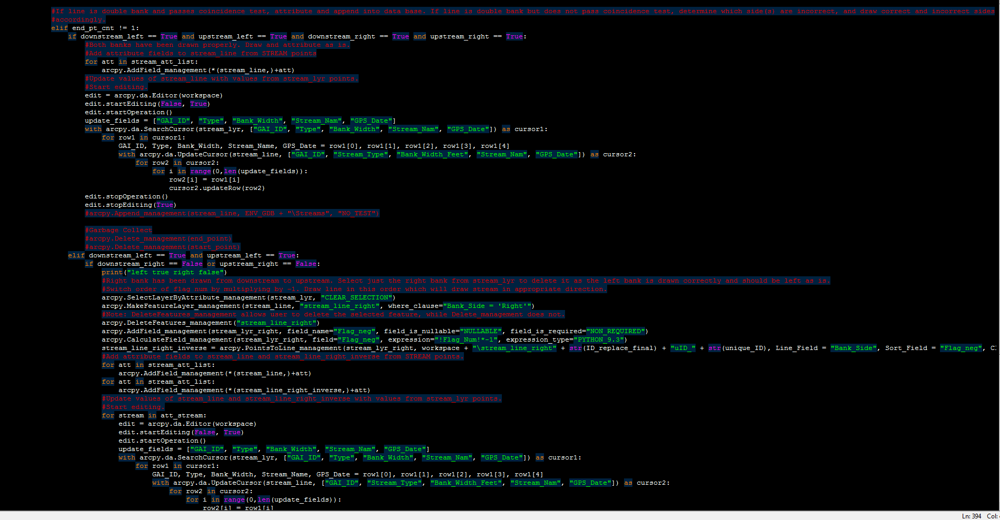 #If line is double bank and passes coincidence test, attribute and append into data base. If line is double bank but does not pass coincidence test, determine which side(s) are incorrect, and draw correct and incorrect sides
#accordingly.
elif end_pt_cnt != 1:
    if downstream_left == True and upstream_left == True and downstream_right == True and upstream_right == True:
        #Both banks have been drawn properly. Draw and attribute as is.
        #Add attribute fields to stream_line from STREAM points
        for att in stream_att_list:
            arcpy.AddField_management(*(stream_line,)+att)
        #Update values of stream_line with values from stream_lyr points.
        #Start editing.
        edit = arcpy.da.Editor(workspace)
        edit.startEditing(False, True)
        edit.startOperation()
        update_fields = ["GAI_ID", "Type", "Bank_Width", "Stream_Nam", "GPS_Date"]
        with arcpy.da.SearchCursor(stream_lyr, ["GAI_ID", "Type", "Bank_Width", "Stream_Nam", "GPS_Date"]) as cursor1:
            for row1 in cursor1:
                GAI_ID, Type, Bank_Width, Stream_Name, GPS_Date = row1[0], row1[1], row1[2], row1[3], row1[4]
                with arcpy.da.UpdateCursor(stream_line, ["GAI_ID", "Stream_Type", "Bank_Width_Feet", "Stream_Nam", "GPS_Date"]) as cursor2:
                    for row2 in cursor2:
                        for i in range(0,len(update_fields)):
                            row2[i] = row1[i]
                            cursor2.updateRow(row2)
        edit.stopOperation()
        edit.stopEditing(True)
        #arcpy.Append_management(stream_line, ENV_GDB + "\Streams", "NO_TEST")
        #Garbage Collect
        #arcpy.Delete_management(end_point)
        #arcpy.Delete_management(start_point)
    elif downstream_left == True and upstream_left == True:
        if downstream_right == False or upstream_right == False:
            print("left true right false")
            #Right bank has been drawn from downstream to upstream. Select just the right bank from stream_lyr to delete it as the left bank is drawn correctly and should be left as is.
            #Switch order of flag num by multiplying by -1. Draw line in this order which will draw stream in appropriate direction.
            arcpy.SelectLayerByAttribute_management(stream_lyr, "CLEAR_SELECTION")
            arcpy.MakeFeatureLayer_management(stream_line, "stream_line_right", where_clause="Bank_Side = 'Right'")
            #Note: DeleteFeatures_management allows user to delete the selected feature, while Delete_management does not.
            arcpy.DeleteFeatures_management("stream_line_right")
            arcpy.AddField_management(stream_lyr_right, field_name="Flag_neg", field_is_nullable="NULLABLE", field_is_required="NON_REQUIRED")
            arcpy.CalculateField_management(stream_lyr_right, field="Flag_neg", expression="!Flag_Num!*-1", expression_type="PYTHON_9.3")
            stream_line_right_inverse = arcpy.PointsToLine_management(stream_lyr_right, workspace + "\stream_line_right" + str(ID_replace_final) + "uID_" + str(unique_ID), Line_Field = "Bank_Side", Sort_Field = "Flag_neg",
            #Add attribute fields to stream_line and stream_line_right_inverse from STREAM points.
            for att in stream_att_list:
                arcpy.AddField_management(*(stream_line,)+att)
            for att in stream_att_list:
                arcpy.AddField_management(*(stream_line_right_inverse,)+att)
            #Update values of stream_line and stream_line_right_inverse with values from stream_lyr points.
            #Start editing.
            for stream in att_stream:
                edit = arcpy.da.Editor(workspace)
                edit.startEditing(False, True)
                edit.startOperation()
                update_fields = ["GAI_ID", "Type", "Bank_Width", "Stream_Nam", "GPS_Date"]
                with arcpy.da.SearchCursor(stream_lyr, ["GAI_ID", "Type", "Bank_Width", "Stream_Nam", "GPS_Date"]) as cursor1:
                    for row1 in cursor1:
                        GAI_ID, Type, Bank_Width, Stream_Name, GPS_Date = row1[0], row1[1], row1[2], row1[3], row1[4]
                        with arcpy.da.UpdateCursor(stream_line, ["GAI_ID", "Stream_Type", "Bank_Width_Feet", "Stream_Nam", "GPS_Date"]) as cursor2:
                            for row2 in cursor2:
                                for i in range(0,len(update_fields)):
                                    row2[i] = row1[i]
Ln: 394 Col: